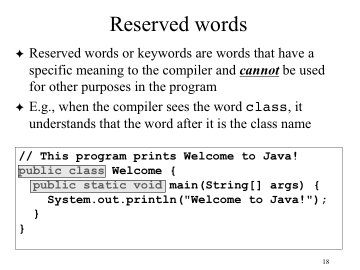 Reserved words
✦ Reserved words or keywords are words that have a
specific meaning to the compiler and cannot be used
for other purposes in the program
✦ E.g., when the compiler sees the word class, it
understands that the word after it is the class name
// This program prints Welcome to Java!
public class Welcome {
public static void main(String[] args) {
System.out.println("Welcome to Java!");
}
}
18